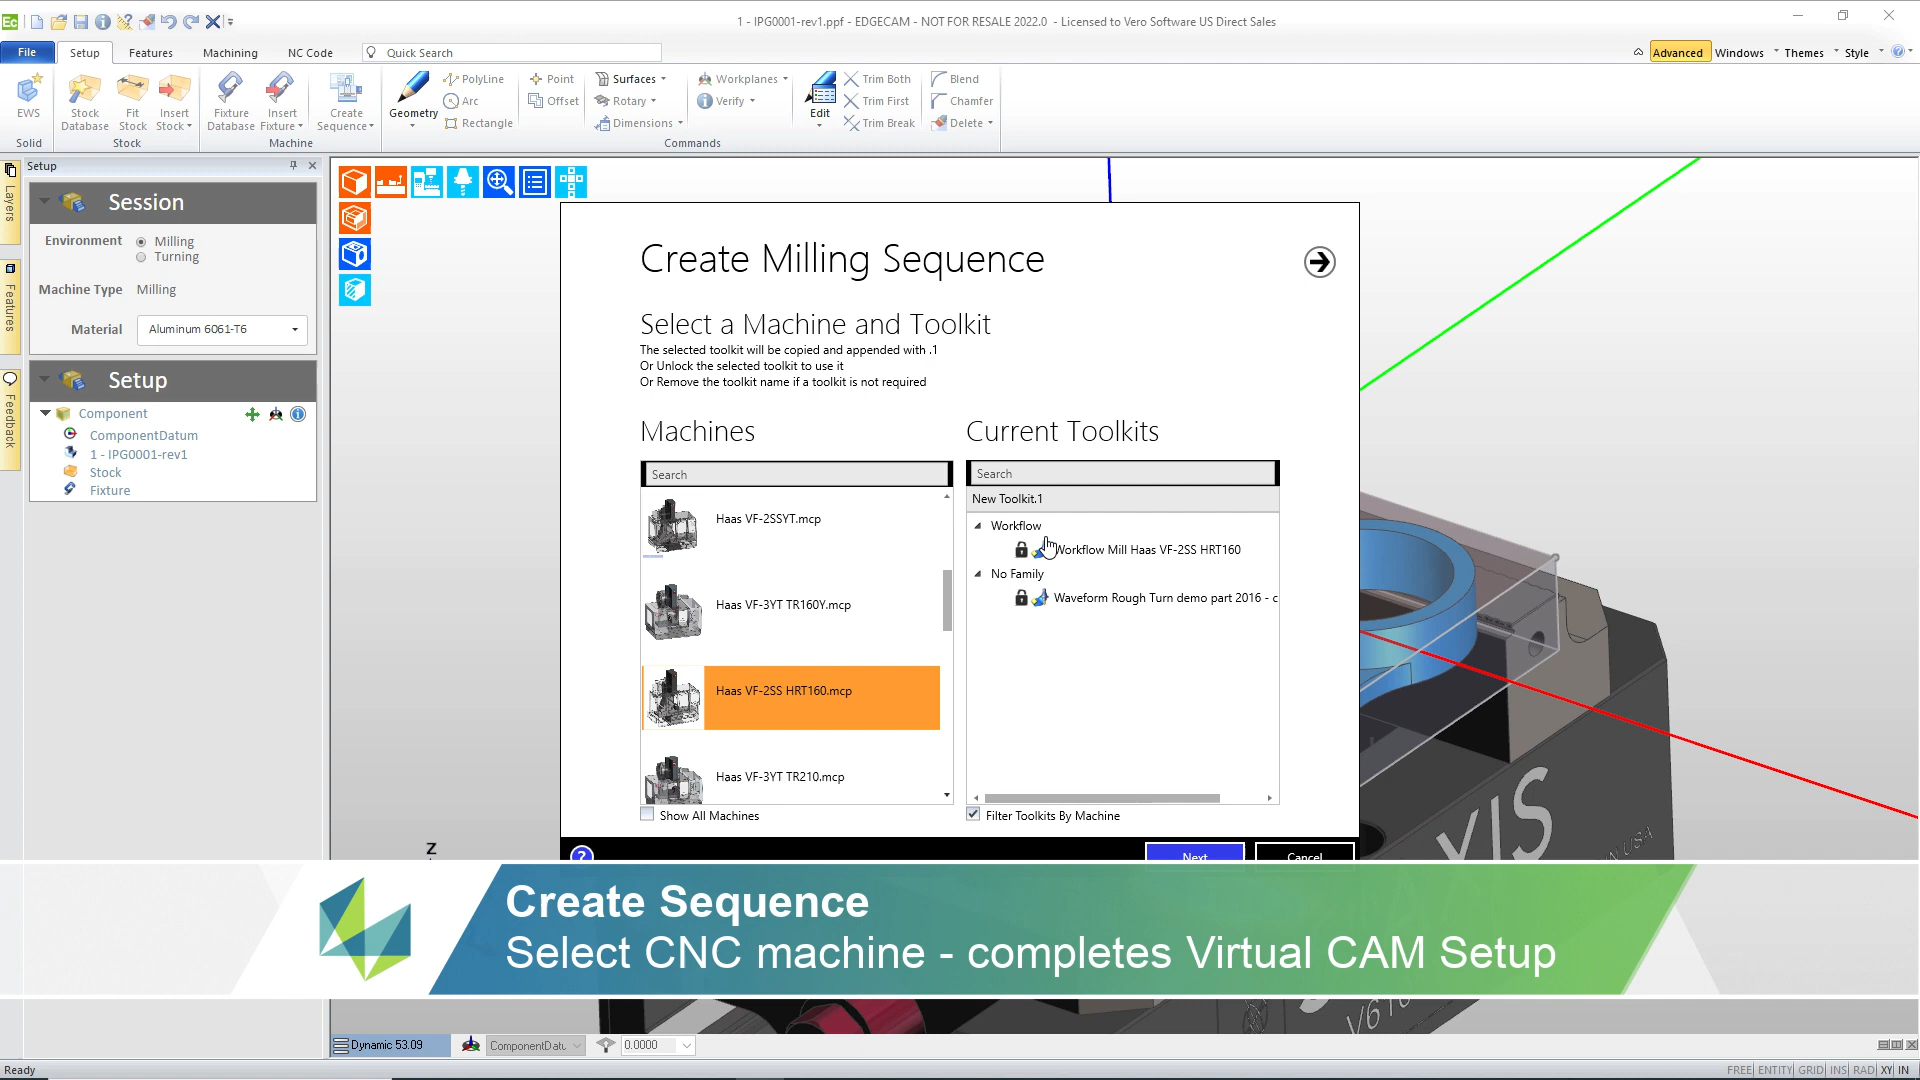 1 - IPG0001-rev1.ppf - EDGECAM - NOT FOR RESALE 2022.0 - Licensed to Vero Software US Direct Sales
File Setup Features Machining NC Code Quick Search
Advanced Windows Themes Style
EWS
Solid
Stock Database
Fit Stock
Insert Stock
Stock
Fixture Database
Insert Fixture
Create Sequence
Machine
Geometry
PolyLine
Arc
Rectangle
Point
Offset
Surfaces
Rotary
Dimensions
Workplanes
Verify
Edit
Trim Both
Trim First
Trim Break
Blend
Chamfer
Delete
Commands
Setup
Layers
Features
Feedback
Session
Environment Milling
Turning
Machine Type Milling
Material Aluminum 6061-T6
Setup
Component
ComponentDatum
1 - IPG0001-rev1
Stock
Fixture
Create Milling Sequence
Select a Machine and Toolkit
The selected toolkit will be copied and appended with .1
Or Unlock the selected toolkit to use it
Or Remove the toolkit name if a toolkit is not required
Machines
Search
Haas VF-2SSYT.mcp
Haas VF-3YT TR160Y.mcp
Haas VF-2SS HRT160.mcp
Haas VF-3YT TR210.mcp
Show All Machines
Current Toolkits
Search
New Toolkit.1
Workflow
Workflow Mill Haas VF-2SS HRT160
No Family
Waveform Rough Turn demo part 2016 - c
Filter Toolkits By Machine
Next Cancel
Z
Create Sequence
Select CNC machine - completes Virtual CAM Setup
Dynamic 53.09 ComponentDatu 0.0000
Ready
FREE ENTITY GRID INS RAD XY IN